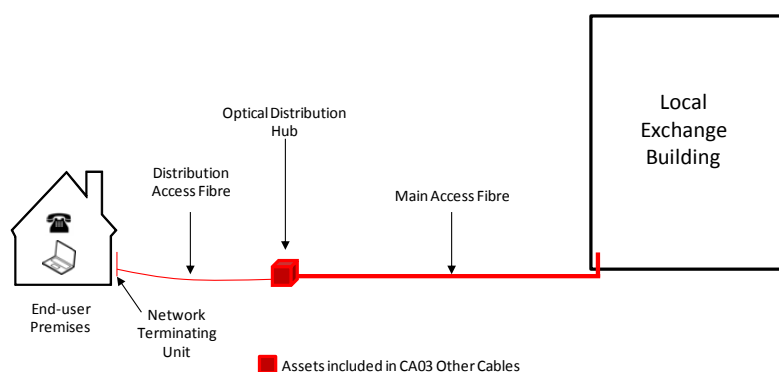 Local
Exchange
Building
Optical Distribution
Hub
Distribution
Access Fibre
Main Access Fibre
End-user
Premises
Network
Terminating
Unit
Assets included in CA03 Other Cables